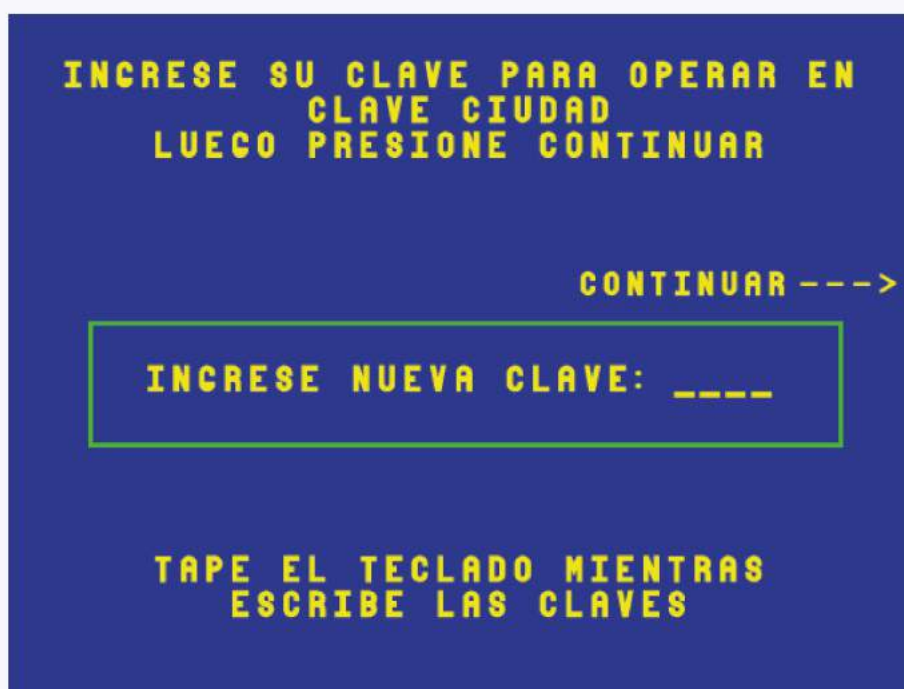 INGRESE SU CLAVE PARA OPERAR EN
CLAVE CIUDAD
LUEGO PRESIONE CONTINUAR
CONTINUAR--->
INGRESE NUEVA CLAVE: ____
TAPE EL TECLADO MIENTRAS
ESCRIBE LAS CLAVES